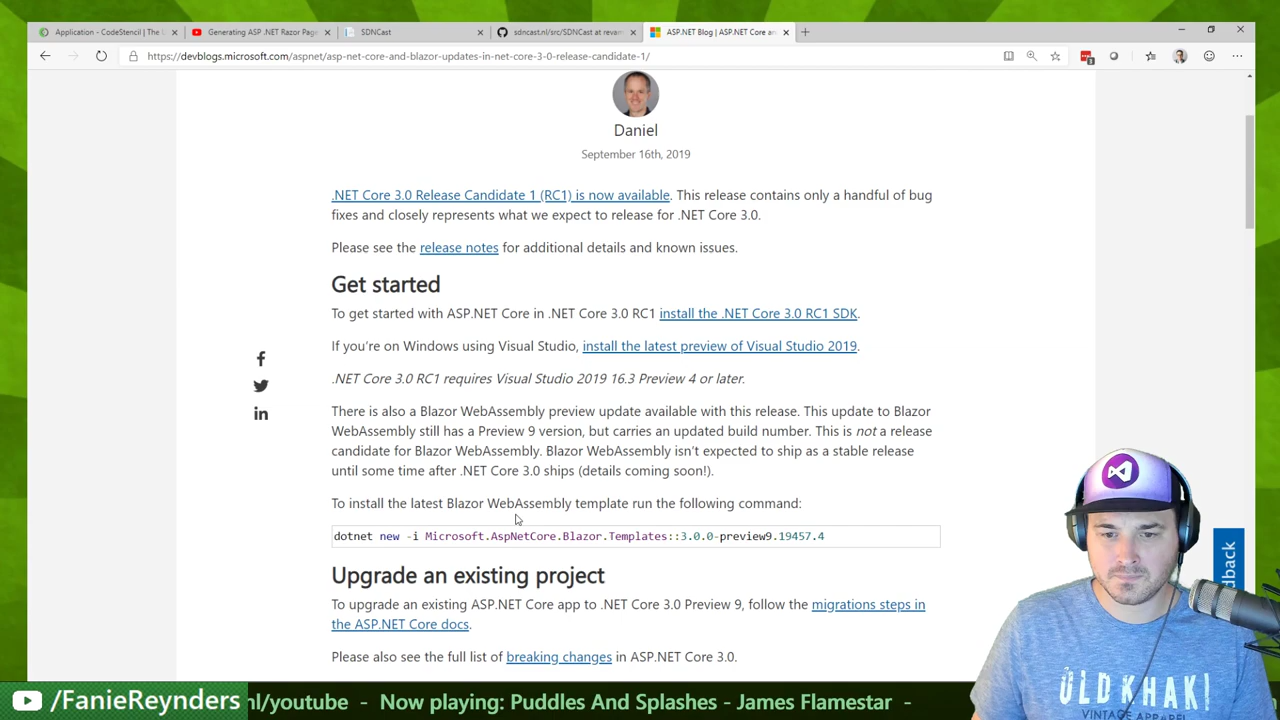 Application - CodeStencil | The U
Generating ASP .NET Razor Page
SDNCast
sdncast.nl/src/SDNCast at revam
ASP.NET Blog | ASP.NET Core an
https://devblogs.microsoft.com/aspnet/asp-net-core-and-blazor-updates-in-net-core-3-0-release-candidate-1/
Daniel
September 16th, 2019
.NET Core 3.0 Release Candidate 1 (RC1) is now available. This release contains only a handful of bug
fixes and closely represents what we expect to release for .NET Core 3.0.
Please see the release notes for additional details and known issues.
Get started
To get started with ASP.NET Core in .NET Core 3.0 RC1 install the .NET Core 3.0 RC1 SDK.
If you're on Windows using Visual Studio, install the latest preview of Visual Studio 2019.
.NET Core 3.0 RC1 requires Visual Studio 2019 16.3 Preview 4 or later.
There is also a Blazor WebAssembly preview update available with this release. This update to Blazor
WebAssembly still has a Preview 9 version, but carries an updated build number. This is not a release
candidate for Blazor WebAssembly. Blazor WebAssembly isn't expected to ship as a stable release
until some time after .NET Core 3.0 ships (details coming soon!).
To install the latest Blazor WebAssembly template run the following command:
dotnet new -i Microsoft.AspNetCore.Blazor.Templates::3.0.0-preview9.19457.4
Upgrade an existing project
To upgrade an existing ASP.NET Core app to .NET Core 3.0 Preview 9, follow the migrations steps in
the ASP.NET Core docs.
Please also see the full list of breaking changes in ASP.NET Core 3.0.
dback
ÜLD KHAKI
VINTAGE APPAREL
/FanieReynders
nl/youtube - Now playing: Puddles And Splashes - James Flamestar -